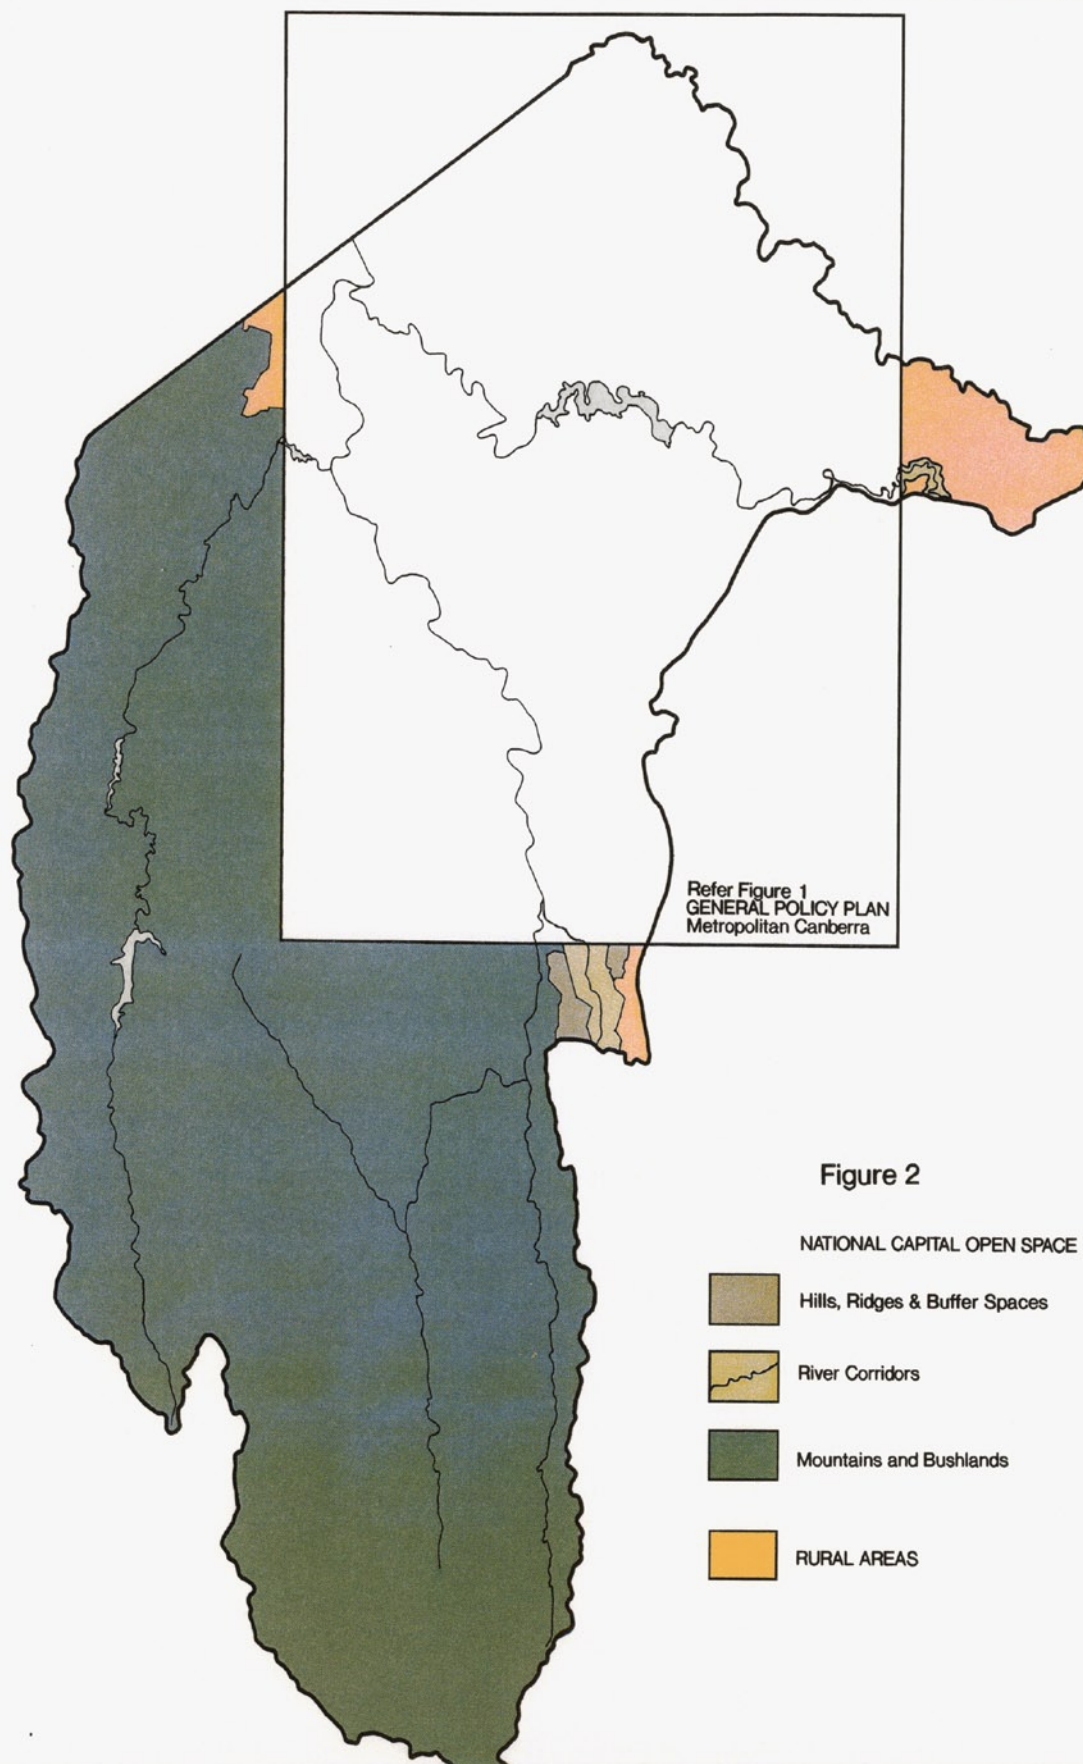 Refer Figure 1
GENERAL POLICY PLAN
Metropolitan Canberra
Figure 2
NATIONAL CAPITAL OPEN SPACE
Hills, Ridges & Buffer Spaces
River Corridors
Mountains and Bushlands
RURAL AREAS